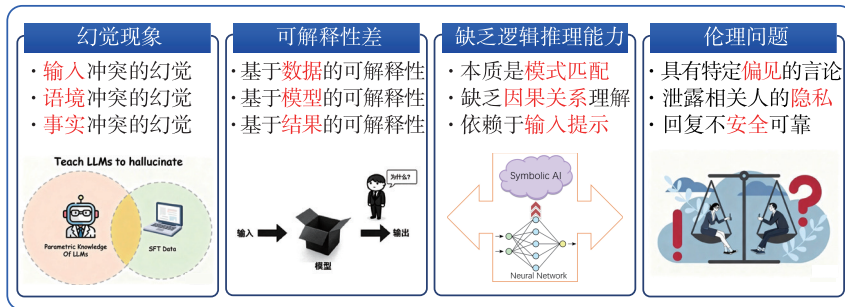 幻觉现象
· 输入冲突的幻觉
· 语境冲突的幻觉
· 事实冲突的幻觉
Teach LLMs to hallucinate
Parametric Knowledge
Of LLMs
SFT Data
可解释性差
· 基于数据的可解释性
· 基于模型的可解释性
· 基于结果的可解释性
为什么?
输入
输出
模型
缺乏逻辑推理能力
· 本质是模式匹配
· 缺乏因果关系理解
· 依赖于输入提示
Symbolic AI
Neural Network
伦理问题
· 具有特定偏见的言论
· 泄露相关人的隐私
· 回复不安全可靠
! ?